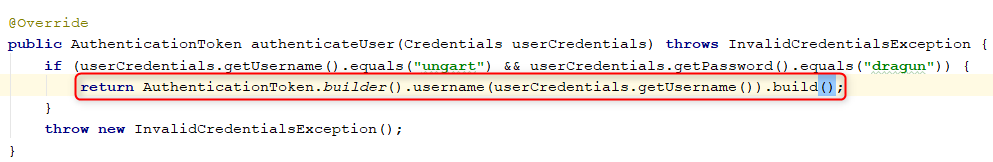 @Override
public AuthenticationToken authenticateUser(Credentials userCredentials) throws InvalidCredentialsException {
if (userCredentials.getUsername().equals("ungart") && userCredentials.getPassword().equals("dragun")) {
return AuthenticationToken.builder().username(userCredentials.getUsername()).build();
}
throw new InvalidCredentialsException();
}